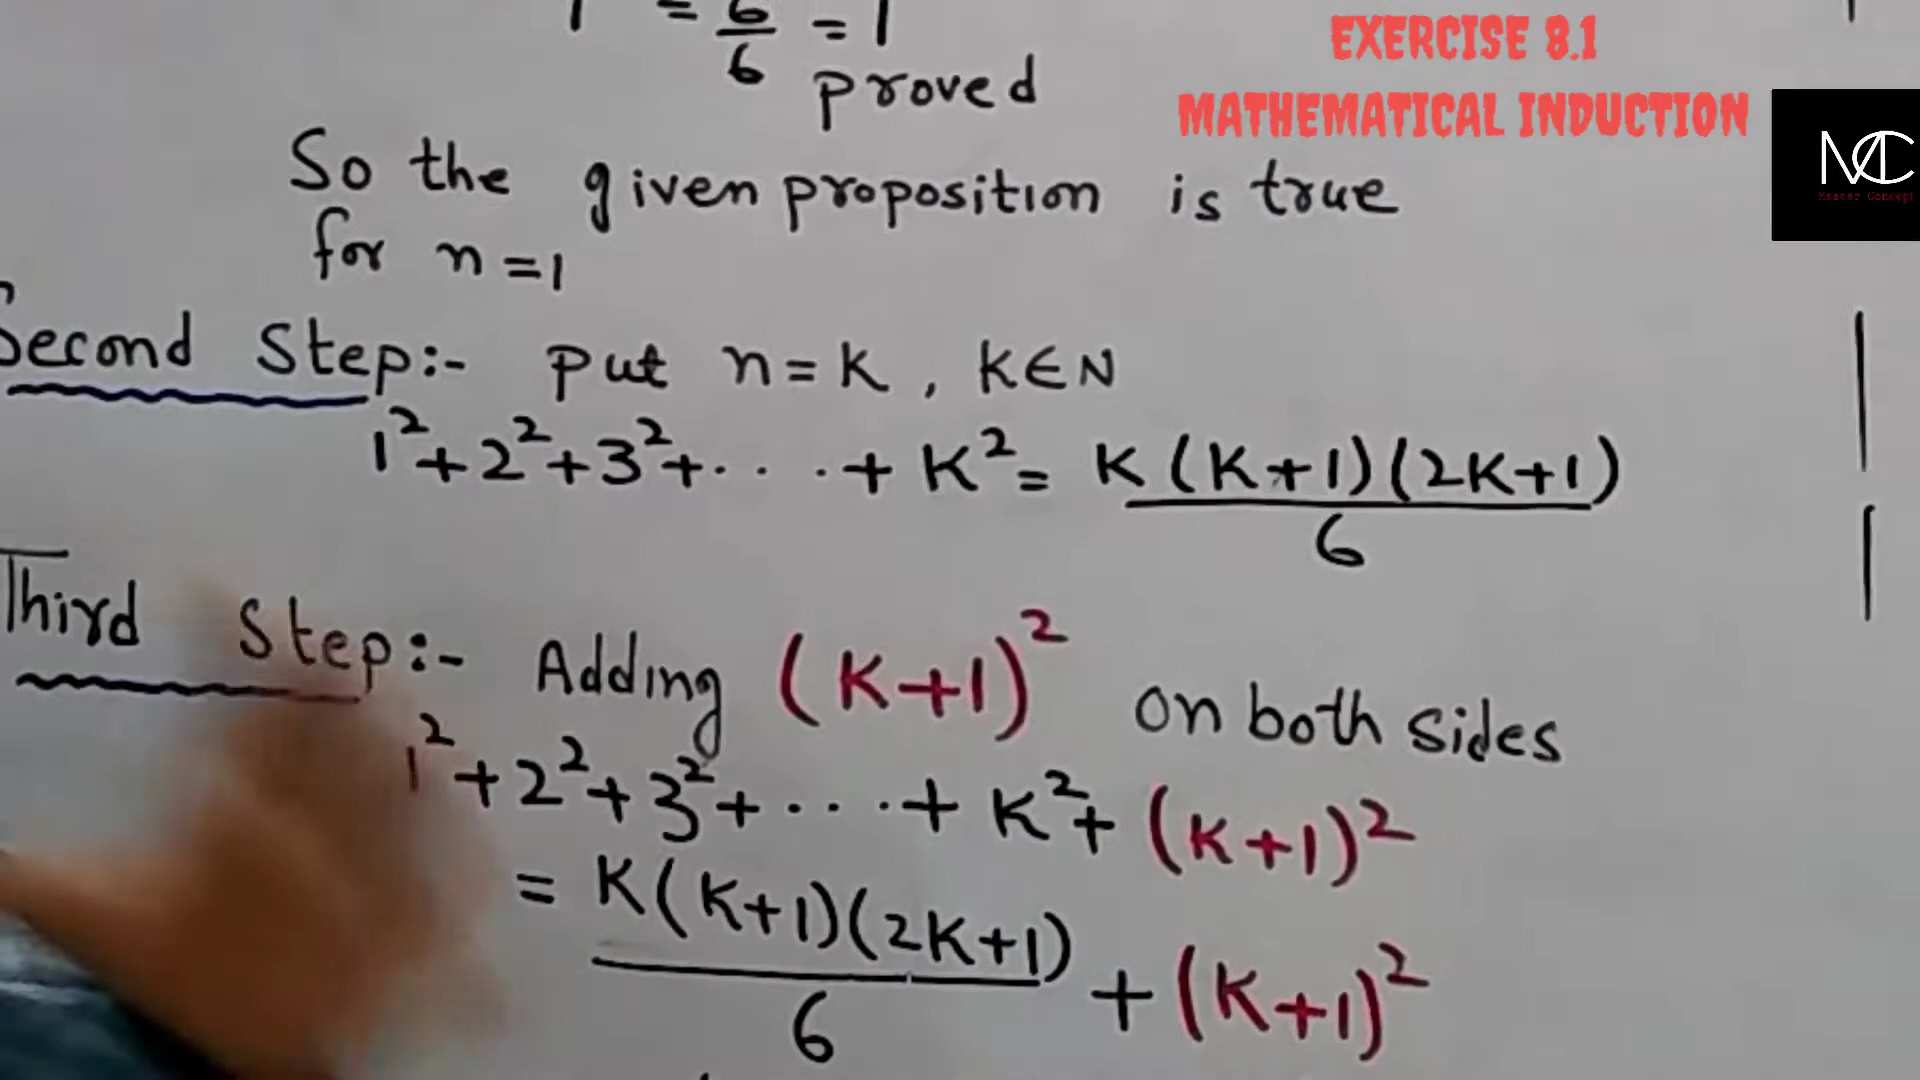 1 = 6/6 = 1
proved
EXERCISE 8.1
MATHEMATICAL INDUCTION
MC
So the given proposition is true
for n=1
Second Step:- Put n=K, K∈N
1²+2²+3²+. . .+ K²= K(K+1)(2K+1)
6
Third Step:- Adding (K+1)² on both sides
1²+2²+3²+. . .+ K²+(K+1)²
= K(K+1)(2K+1)/6 + (K+1)²